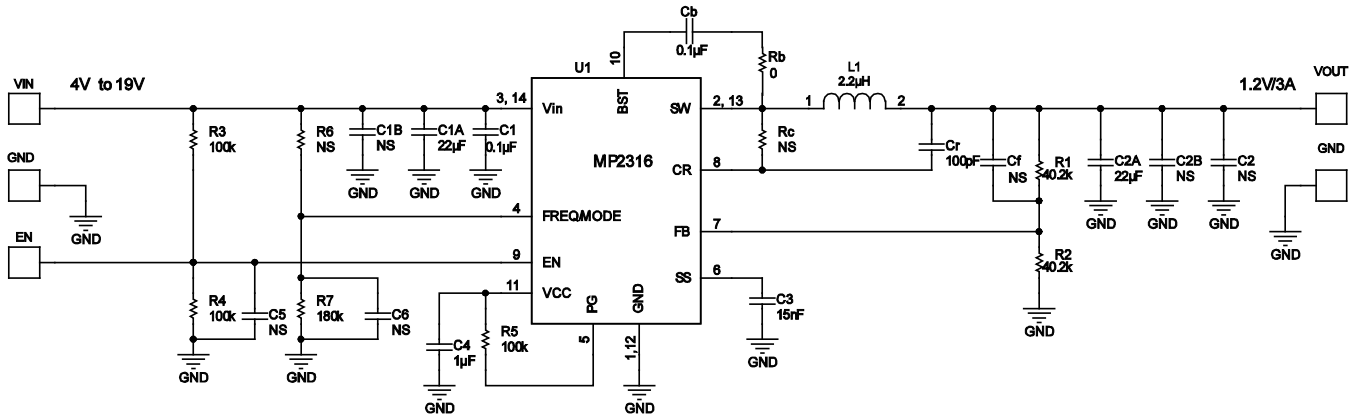 Cb
0.1µF
Rb
0
10
U1
L1
2.2µH
VIN
4V to 19V
1.2V/3A
VOUT
3, 14
Vin
BST
SW
2, 13
1
2
R3
100k
R6
NS
C1B
NS
C1A
22µF
C1
0.1µF
MP2316
Rc
NS
Cr
100pF
Cf
NS
R1
40.2k
C2A
22µF
C2B
NS
C2
NS
GND
GND
CR
8
GND
GND
GND
GND
GND
GND
4
FREQ/MODE
GND
FB
7
EN
9
EN
SS
6
R2
40.2k
GND
11
VCC
PG
GND
R4
100k
C5
NS
R7
180k
C6
NS
C3
15nF
GND
C4
1µF
R5
100k
5
1,12
GND
GND
GND
GND
GND